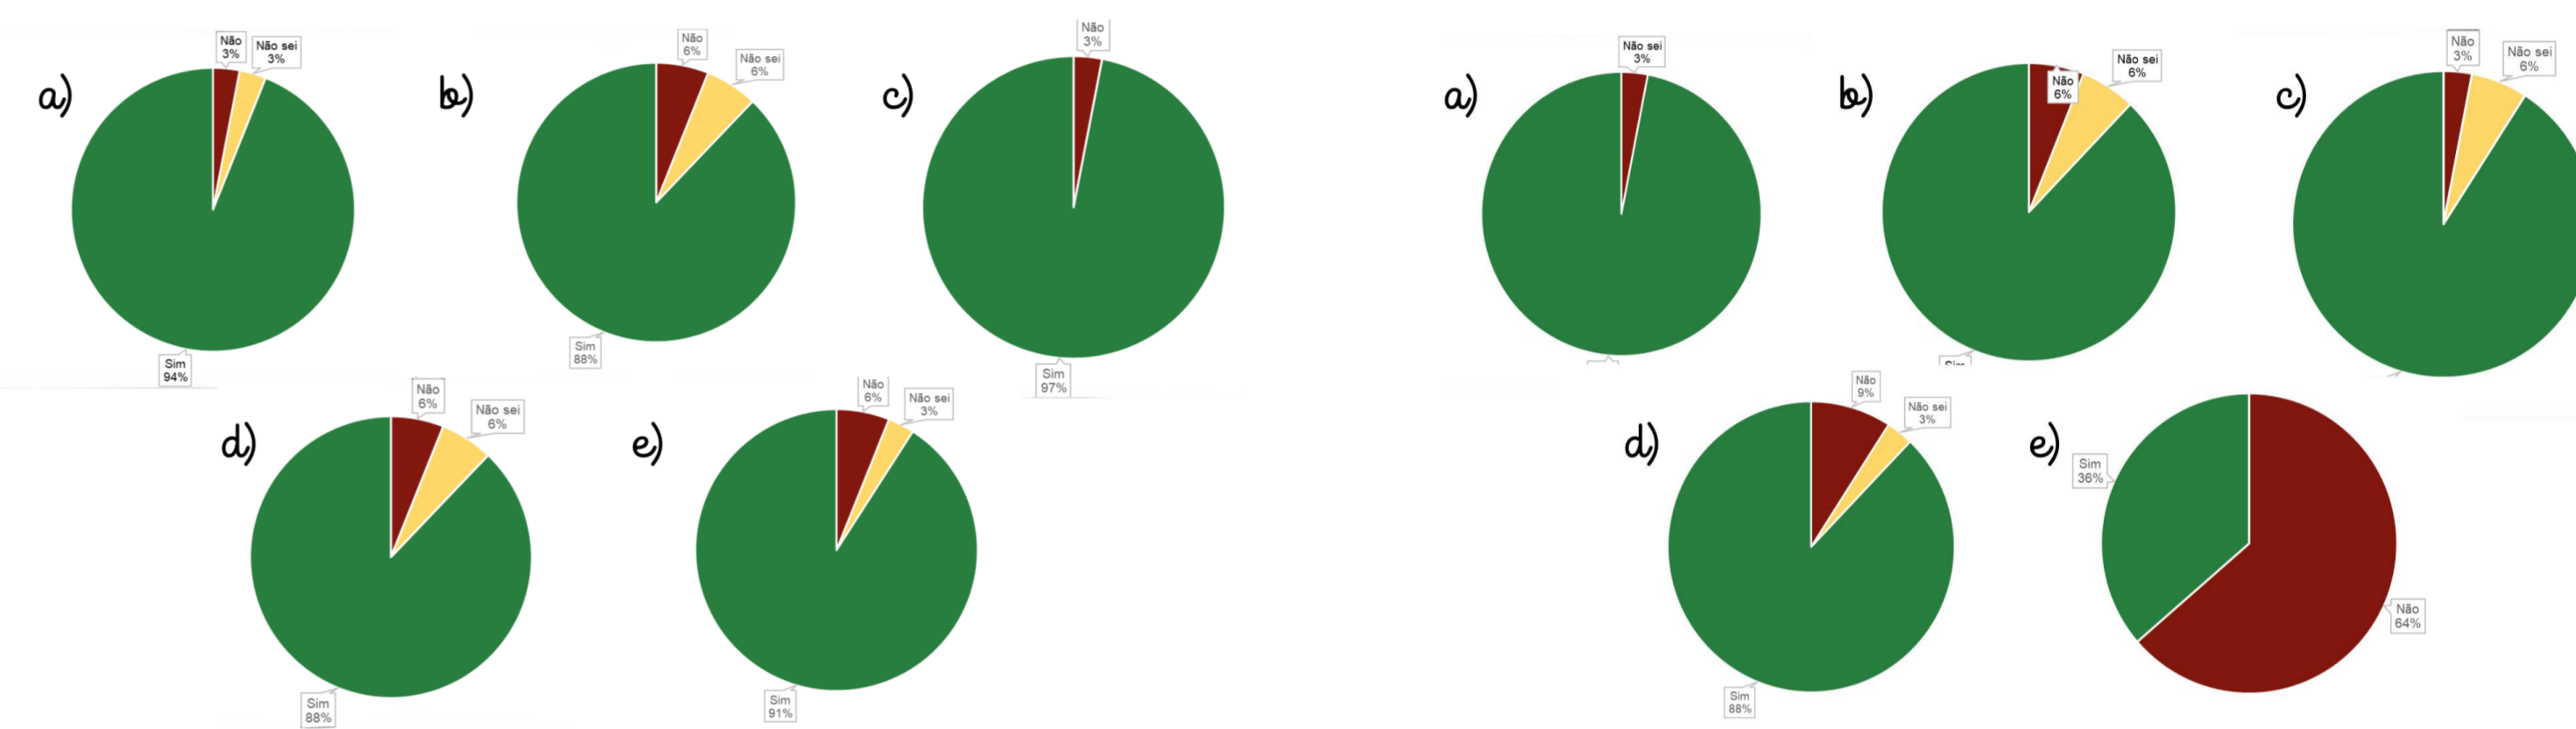 a)
Não
3%
Não sei
3%
Sim
94%
b)
Não
6%
Não sei
6%
Sim
88%
c)
Não
3%
Sim
97%
d)
Não
6%
Não sei
6%
Sim
88%
e)
Não
6%
Não sei
3%
Sim
91%
a)
Não sei
3%
b)
Não
6%
Não sei
6%
Sim
c)
Não
3%
Não sei
6%
d)
Não
9%
Não sei
3%
Sim
88%
e)
Sim
36%
Não
64%